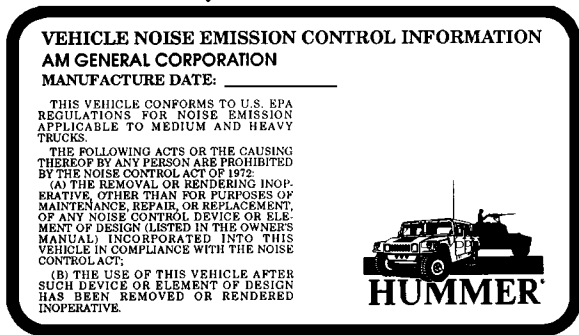 VEHICLE NOISE EMISSION CONTROL INFORMATION
AM GENERAL CORPORATION
MANUFACTURE DATE:
THIS VEHICLE CONFORMS TO U.S. EPA
REGULATIONS FOR NOISE EMISSION
APPLICABLE TO MEDIUM AND HEAVY
TRUCKS.
THE FOLLOWING ACTS OR THE CAUSING
THEREOF BY ANY PERSON ARE PROHIBITED
BY THE NOISE CONTROL ACT OF 1972:
(A) THE REMOVAL OR RENDERING INOP-
ERATIVE, OTHER THAN FOR PURPOSES OF
MAINTENANCE, REPAIR, OR REPLACEMENT,
OF ANY NOISE CONTROL DEVICE OR ELE-
MENT OF DESIGN (LISTED IN THE OWNER'S
MANUAL) INCORPORATED INTO THIS
VEHICLE IN COMPLIANCE WITH THE NOISE
CONTROL ACT;
(B) THE USE OF THIS VEHICLE AFTER
SUCH DEVICE OR ELEMENT OF DESIGN
HAS BEEN REMOVED OR RENDERED
INOPERATIVE.
HUMMER